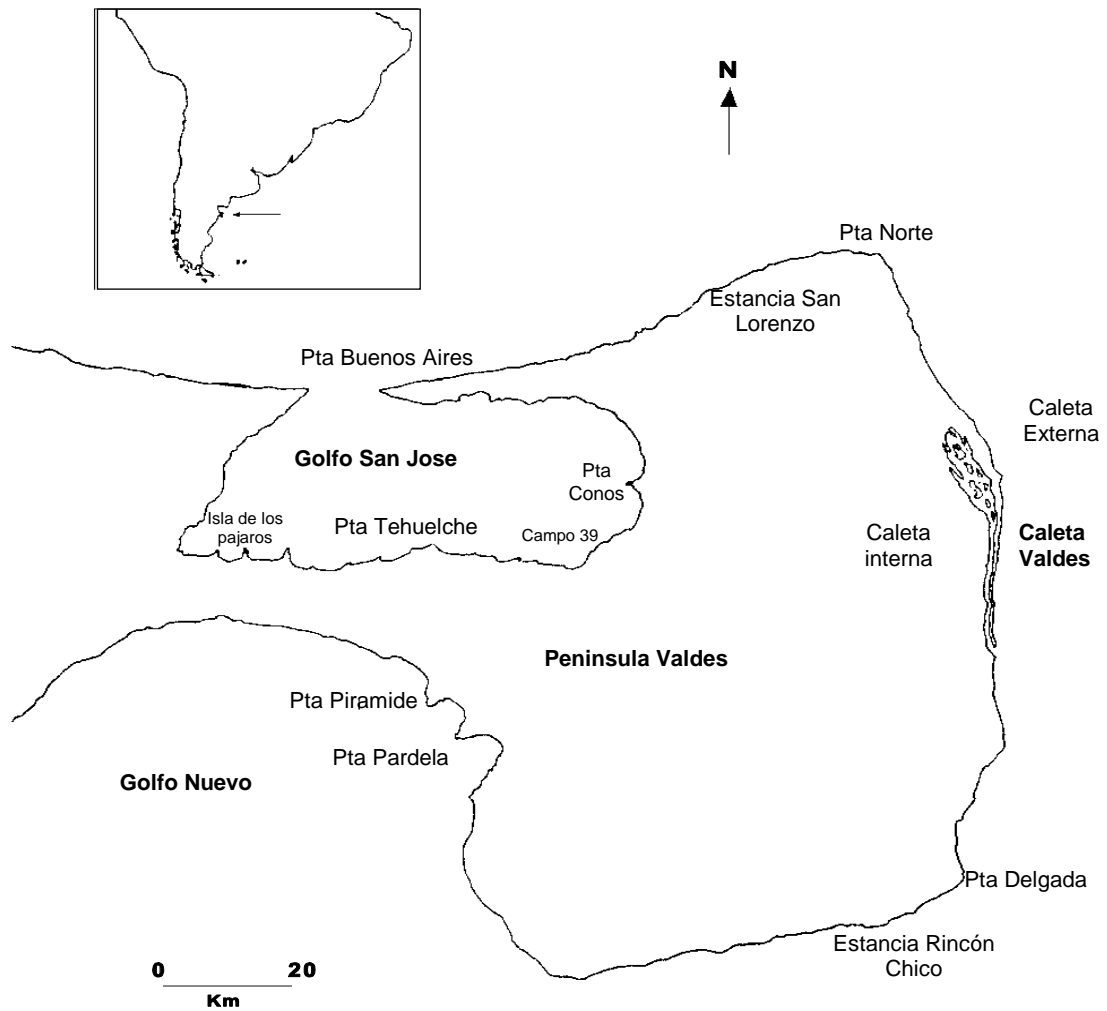 N
Pta Norte
Estancia San
Lorenzo
Pta Buenos Aires
Caleta
Externa
Golfo San Jose
Pta
Conos
Isla de los
pajaros
Pta Tehuelche
Campo 39
Caleta
interna
Caleta
Valdes
Peninsula Valdes
Pta Piramide
Pta Pardela
Golfo Nuevo
Pta Delgada
Estancia Rincón
Chico
0 20
Km